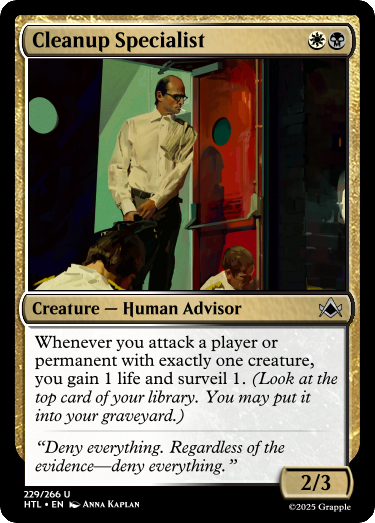 Cleanup Specialist
Creature — Human Advisor
Whenever you attack a player or
permanent with exactly one creature,
you gain 1 life and surveil 1. (Look at the
top card of your library. You may put it
into your graveyard.)
“Deny everything. Regardless of the
evidence—deny everything.”
2/3
229/266 U
HTL • EN Anna Kaplan
©2025 Grapple